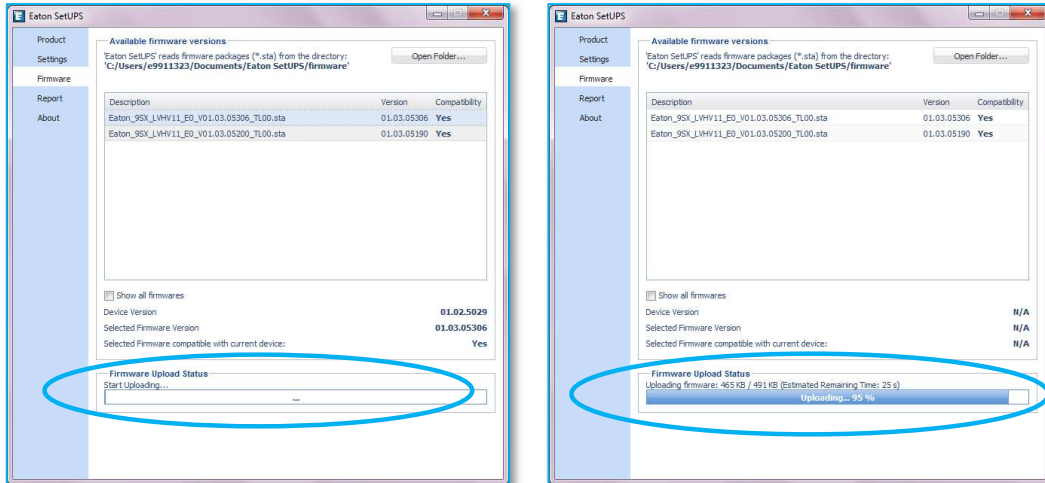 Eaton SetUPS
Product
Settings
Firmware
Report
About
Available firmware versions
'Eaton SetUPS' reads firmware packages (*.sta) from the directory:
'C:/Users/e9911323/Documents/Eaton SetUPS/firmware'
Open Folder...
Description Version Compatibility
Eaton_9SX_LVHV11_E0_V01.03.05306_TL00.sta 01.03.05306 Yes
Eaton_9SX_LVHV11_E0_V01.03.05200_TL00.sta 01.03.05190 Yes
Show all firmwares
Device Version 01.02.5029
Selected Firmware Version 01.03.05306
Selected Firmware compatible with current device: Yes
Firmware Upload Status
Start Uploading...
...
Eaton SetUPS
Product
Settings
Firmware
Report
About
Available firmware versions
'Eaton SetUPS' reads firmware packages (*.sta) from the directory:
'C:/Users/e9911323/Documents/Eaton SetUPS/firmware'
Open Folder...
Description Version Compatibility
Eaton_9SX_LVHV11_E0_V01.03.05306_TL00.sta 01.03.05306 Yes
Eaton_9SX_LVHV11_E0_V01.03.05200_TL00.sta 01.03.05190 Yes
Show all firmwares
Device Version N/A
Selected Firmware Version N/A
Selected Firmware compatible with current device: N/A
Firmware Upload Status
Uploading firmware: 465 KB / 491 KB (Estimated Remaining Time: 25 s)
Uploading... 95 %